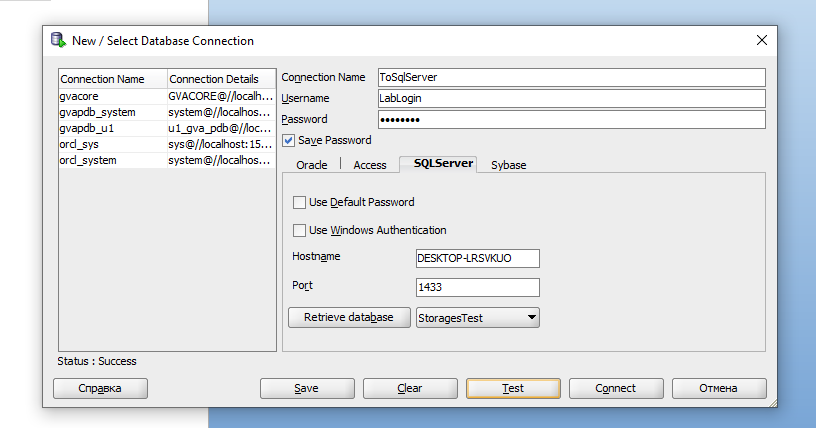 New / Select Database Connection
Connection Name Connection Details
gvacore GVACORE@//localh...
gvapdb_system system@//localhos...
gvapdb_u1 u1_gva_pdb@//loc...
orcl_sys sys@//localhost:15...
orcl_system system@//localhos...
Connection Name ToSqlServer
Username LabLogin
Password ••••••••
Save Password
Oracle Access SQLServer Sybase
Use Default Password
Use Windows Authentication
Hostname DESKTOP-LRSVKUO
Port 1433
Retrieve database StoragesTest
Status : Success
Справка Save Clear Test Connect Отмена